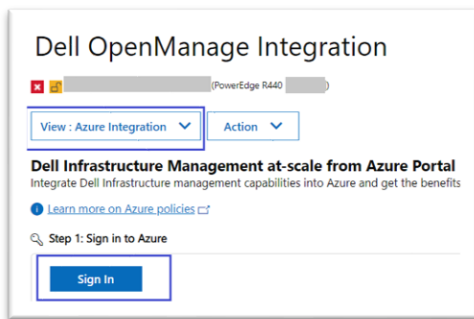 Dell OpenManage Integration
(PowerEdge R440 )
View : Azure Integration Action
Dell Infrastructure Management at-scale from Azure Portal
Integrate Dell Infrastructure management capabilities into Azure and get the benefits
Learn more on Azure policies
Step 1: Sign in to Azure
Sign In